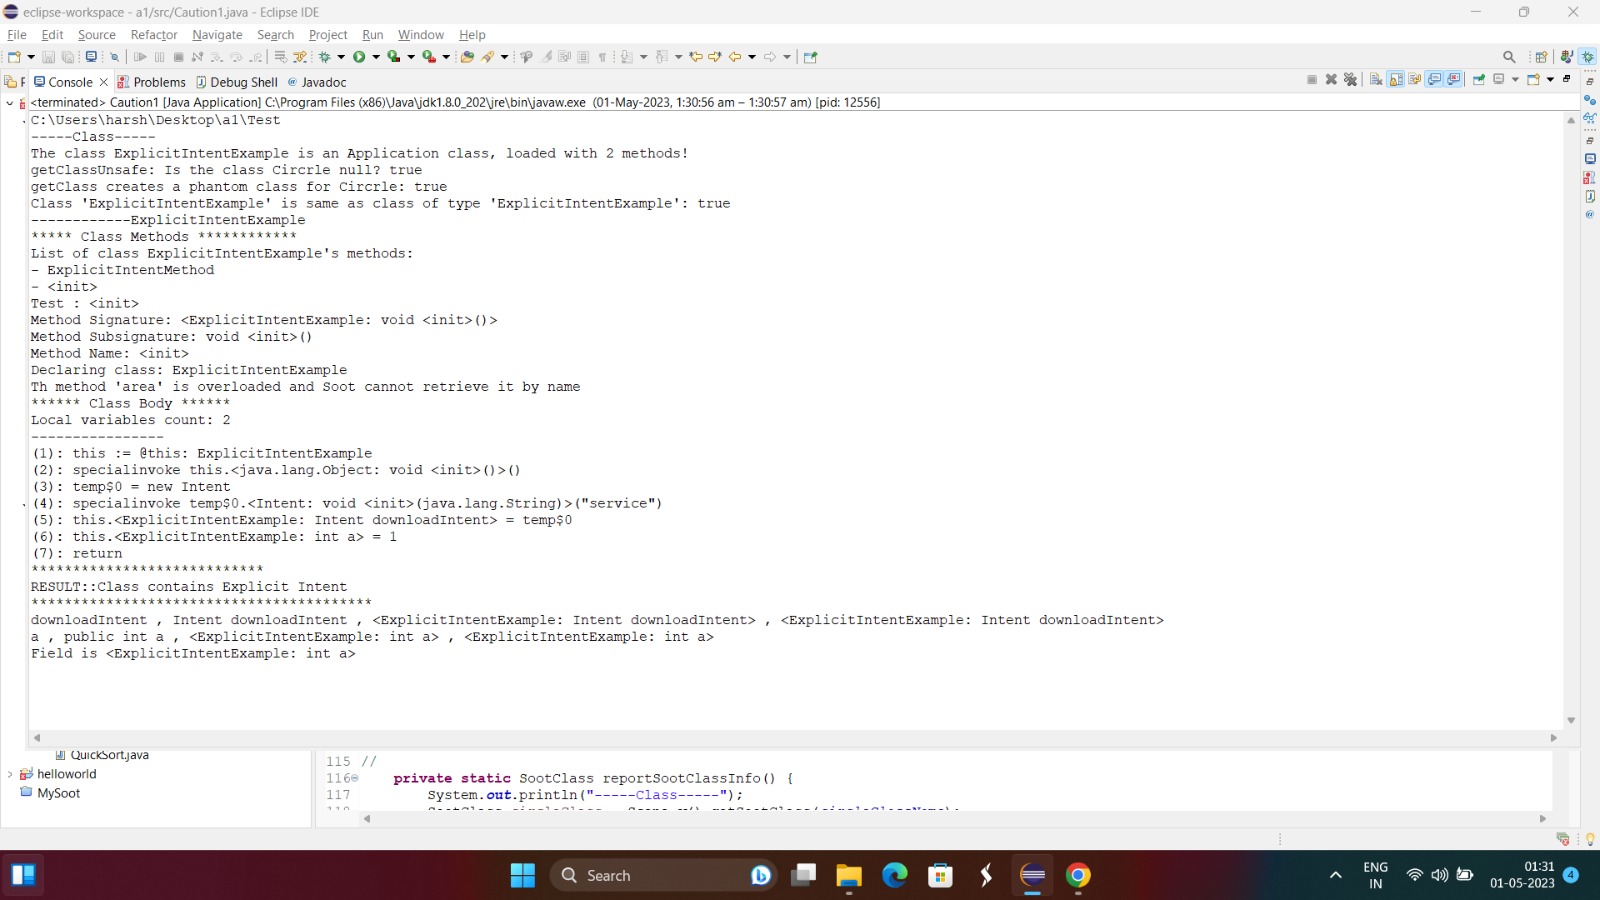 eclipse-workspace - a1/src/Caution1.java - Eclipse IDE
File Edit Source Refactor Navigate Search Project Run Window Help
Console Problems Debug Shell @ Javadoc
<terminated> Caution1 [Java Application] C:\Program Files (x86)\Java\jdk1.8.0_202\jre\bin\javaw.exe (01-May-2023, 1:30:56 am – 1:30:57 am) [pid: 12556]
C:\Users\harsh\Desktop\a1\Test
-----Class-----
The class ExplicitIntentExample is an Application class, loaded with 2 methods!
getClassUnsafe: Is the class Circrle null? true
getClass creates a phantom class for Circrle: true
Class 'ExplicitIntentExample' is same as class of type 'ExplicitIntentExample': true
------------ExplicitIntentExample
***** Class Methods ************
List of class ExplicitIntentExample's methods:
- ExplicitIntentMethod
- <init>
Test : <init>
Method Signature: <ExplicitIntentExample: void <init>()>
Method Subsignature: void <init>()
Method Name: <init>
Declaring class: ExplicitIntentExample
Th method 'area' is overloaded and Soot cannot retrieve it by name
****** Class Body ******
Local variables count: 2
----------------
(1): this := @this: ExplicitIntentExample
(2): specialinvoke this.<java.lang.Object: void <init>()>()
(3): temp$0 = new Intent
(4): specialinvoke temp$0.<Intent: void <init>(java.lang.String)>("service")
(5): this.<ExplicitIntentExample: Intent downloadIntent> = temp$0
(6): this.<ExplicitIntentExample: int a> = 1
(7): return
****************************
RESULT::Class contains Explicit Intent
*****************************************
downloadIntent , Intent downloadIntent , <ExplicitIntentExample: Intent downloadIntent> , <ExplicitIntentExample: Intent downloadIntent>
a , public int a , <ExplicitIntentExample: int a> , <ExplicitIntentExample: int a>
Field is <ExplicitIntentExample: int a>
QuickSort.java
helloworld
MySoot
115 //
116 private static SootClass reportSootClassInfo() {
117 System.out.println("-----Class-----");
Search
ENG
IN
01:31
01-05-2023
4